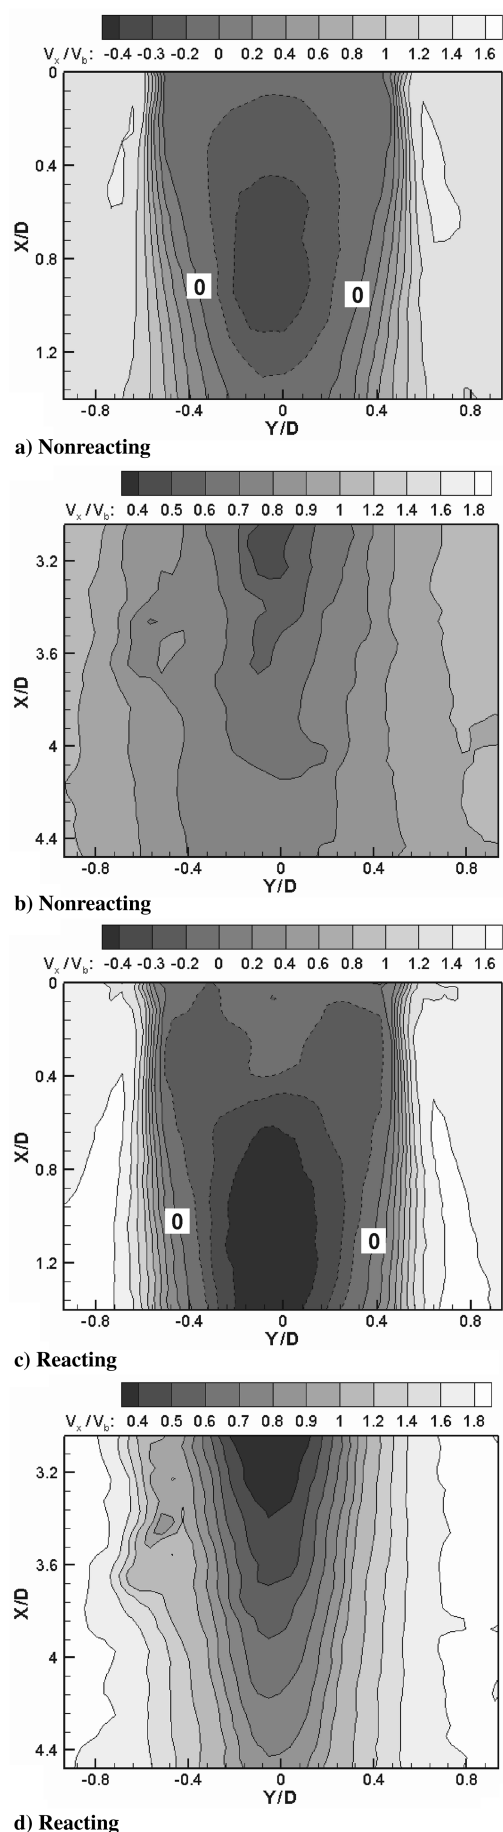 V_x / V_b: -0.4 -0.3 -0.2 0 0.2 0.4 0.6 0.8 1 1.2 1.4 1.6
0
0.4
0.8
1.2
X/D
0 0
-0.8 -0.4 0 0.4 0.8
Y/D
a) Nonreacting
V_x / V_b: 0.4 0.5 0.6 0.7 0.8 0.9 1 1.2 1.4 1.6 1.8
3.2
3.6
4
4.4
X/D
-0.8 -0.4 0 0.4 0.8
Y/D
b) Nonreacting
V_x / V_b: -0.4 -0.3 -0.2 0 0.2 0.4 0.6 0.8 1 1.2 1.4 1.6
0
0.4
0.8
1.2
X/D
0 0
-0.8 -0.4 0 0.4 0.8
Y/D
c) Reacting
V_x / V_b: 0.4 0.5 0.6 0.7 0.8 0.9 1 1.2 1.4 1.6 1.8
3.2
3.6
4
4.4
X/D
-0.8 -0.4 0 0.4 0.8
Y/D
d) Reacting